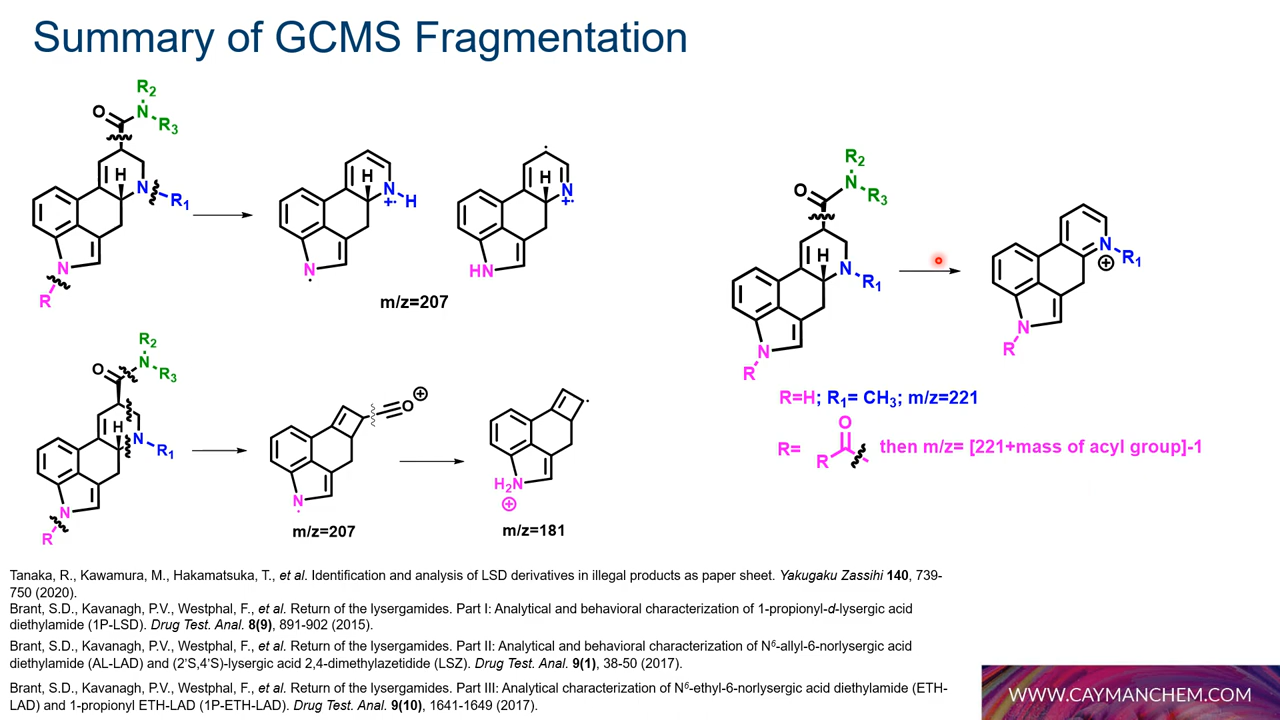 Summary of GCMS Fragmentation
R2
O
N
R3
H
N
R1
N
R
H
N
H
+·
N
·
·
H
N
+·
HN
m/z=207
R2
O
N
R3
H
N
R1
N
R
O
+
N
·
m/z=207
·
H2N
+
m/z=181
R2
O
N
R3
H
N
R1
N
R
N
R1
+
N
R
R=H; R1= CH3; m/z=221
R=
O
R
then m/z= [221+mass of acyl group]-1
Tanaka, R., Kawamura, M., Hakamatsuka, T., et al. Identification and analysis of LSD derivatives in illegal products as paper sheet. Yakugaku Zassihi 140, 739-
750 (2020).
Brant, S.D., Kavanagh, P.V., Westphal, F., et al. Return of the lysergamides. Part I: Analytical and behavioral characterization of 1-propionyl-d-lysergic acid
diethylamide (1P-LSD). Drug Test. Anal. 8(9), 891-902 (2015).
Brant, S.D., Kavanagh, P.V., Westphal, F., et al. Return of the lysergamides. Part II: Analytical and behavioral characterization of N6-allyl-6-norlysergic acid
diethylamide (AL-LAD) and (2'S,4'S)-lysergic acid 2,4-dimethylazetidide (LSZ). Drug Test. Anal. 9(1), 38-50 (2017).
Brant, S.D., Kavanagh, P.V., Westphal, F., et al. Return of the lysergamides. Part III: Analytical characterization of N6-ethyl-6-norlysergic acid diethylamide (ETH-
LAD) and 1-propionyl ETH-LAD (1P-ETH-LAD). Drug Test. Anal. 9(10), 1641-1649 (2017).
WWW.CAYMANCHEM.COM